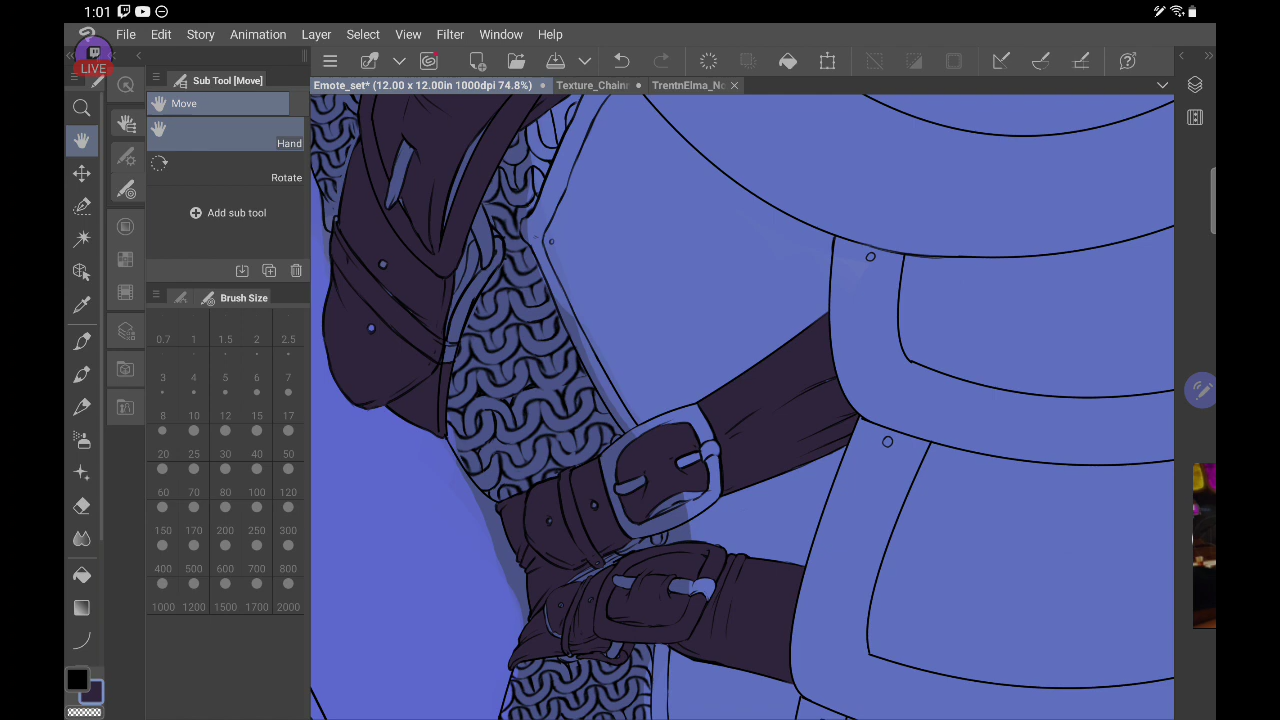 1:01
File Edit Story Animation Layer Select View Filter Window Help
LIVE
Sub Tool [Move]
Emote_set* (12.00 x 12.00in 1000dpi 74.8%)
Texture_Chainm
TrentnElma_No
Move
Hand
Rotate
Add sub tool
Brush Size
0.7 1 1.5 2 2.5
3 4 5 6 7
8 10 12 15 17
20 25 30 40 50
60 70 80 100 120
150 170 200 250 300
400 500 600 700 800
1000 1200 1500 1700 2000